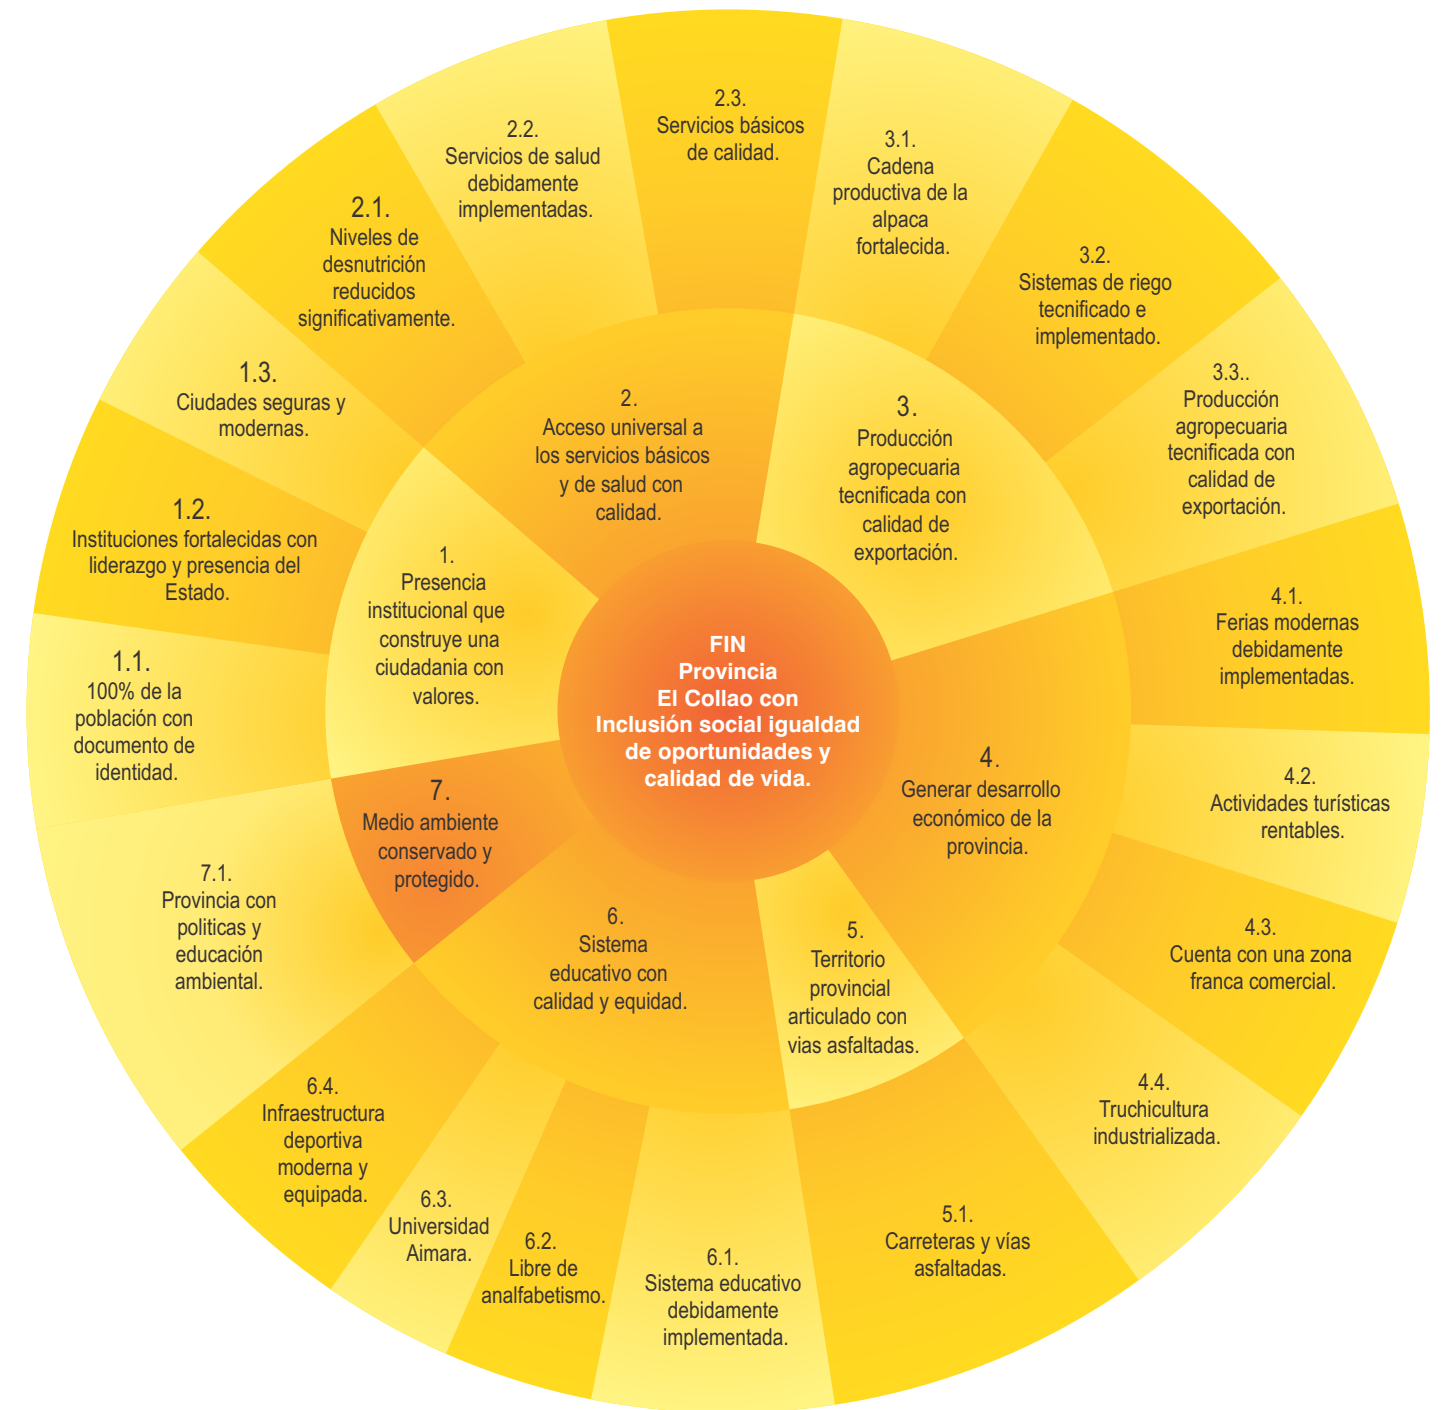 FIN
Provincia
El Collao con
Inclusión social igualdad
de oportunidades y
calidad de vida.
1.
Presencia
institucional que
construye una
ciudadania con
valores.
1.1.
100% de la
población con
documento de
identidad.
1.2.
Instituciones fortalecidas con
liderazgo y presencia del
Estado.
1.3.
Ciudades seguras y
modernas.
2.
Acceso universal a
los servicios básicos
y de salud con
calidad.
2.1.
Niveles de
desnutrición
reducidos
significativamente.
2.2.
Servicios de salud
debidamente
implementadas.
2.3.
Servicios básicos
de calidad.
3.
Producción
agropecuaria
tecnificada con
calidad de
exportación.
3.1.
Cadena
productiva de la
alpaca
fortalecida.
3.2.
Sistemas de riego
tecnificado e
implementado.
3.3..
Producción
agropecuaria
tecnificada con
calidad de
exportación.
4.
Generar desarrollo
económico de la
provincia.
4.1.
Ferias modernas
debidamente
implementadas.
4.2.
Actividades turísticas
rentables.
4.3.
Cuenta con una zona
franca comercial.
4.4.
Truchicultura
industrializada.
5.
Territorio
provincial
articulado con
vias asfaltadas.
5.1.
Carreteras y vías
asfaltadas.
6.
Sistema
educativo con
calidad y equidad.
6.1.
Sistema educativo
debidamente
implementada.
6.2.
Libre de
analfabetismo.
6.3.
Universidad
Aimara.
6.4.
Infraestructura
deportiva
moderna y
equipada.
7.
Medio ambiente
conservado y
protegido.
7.1.
Provincia con
politicas y
educación
ambiental.